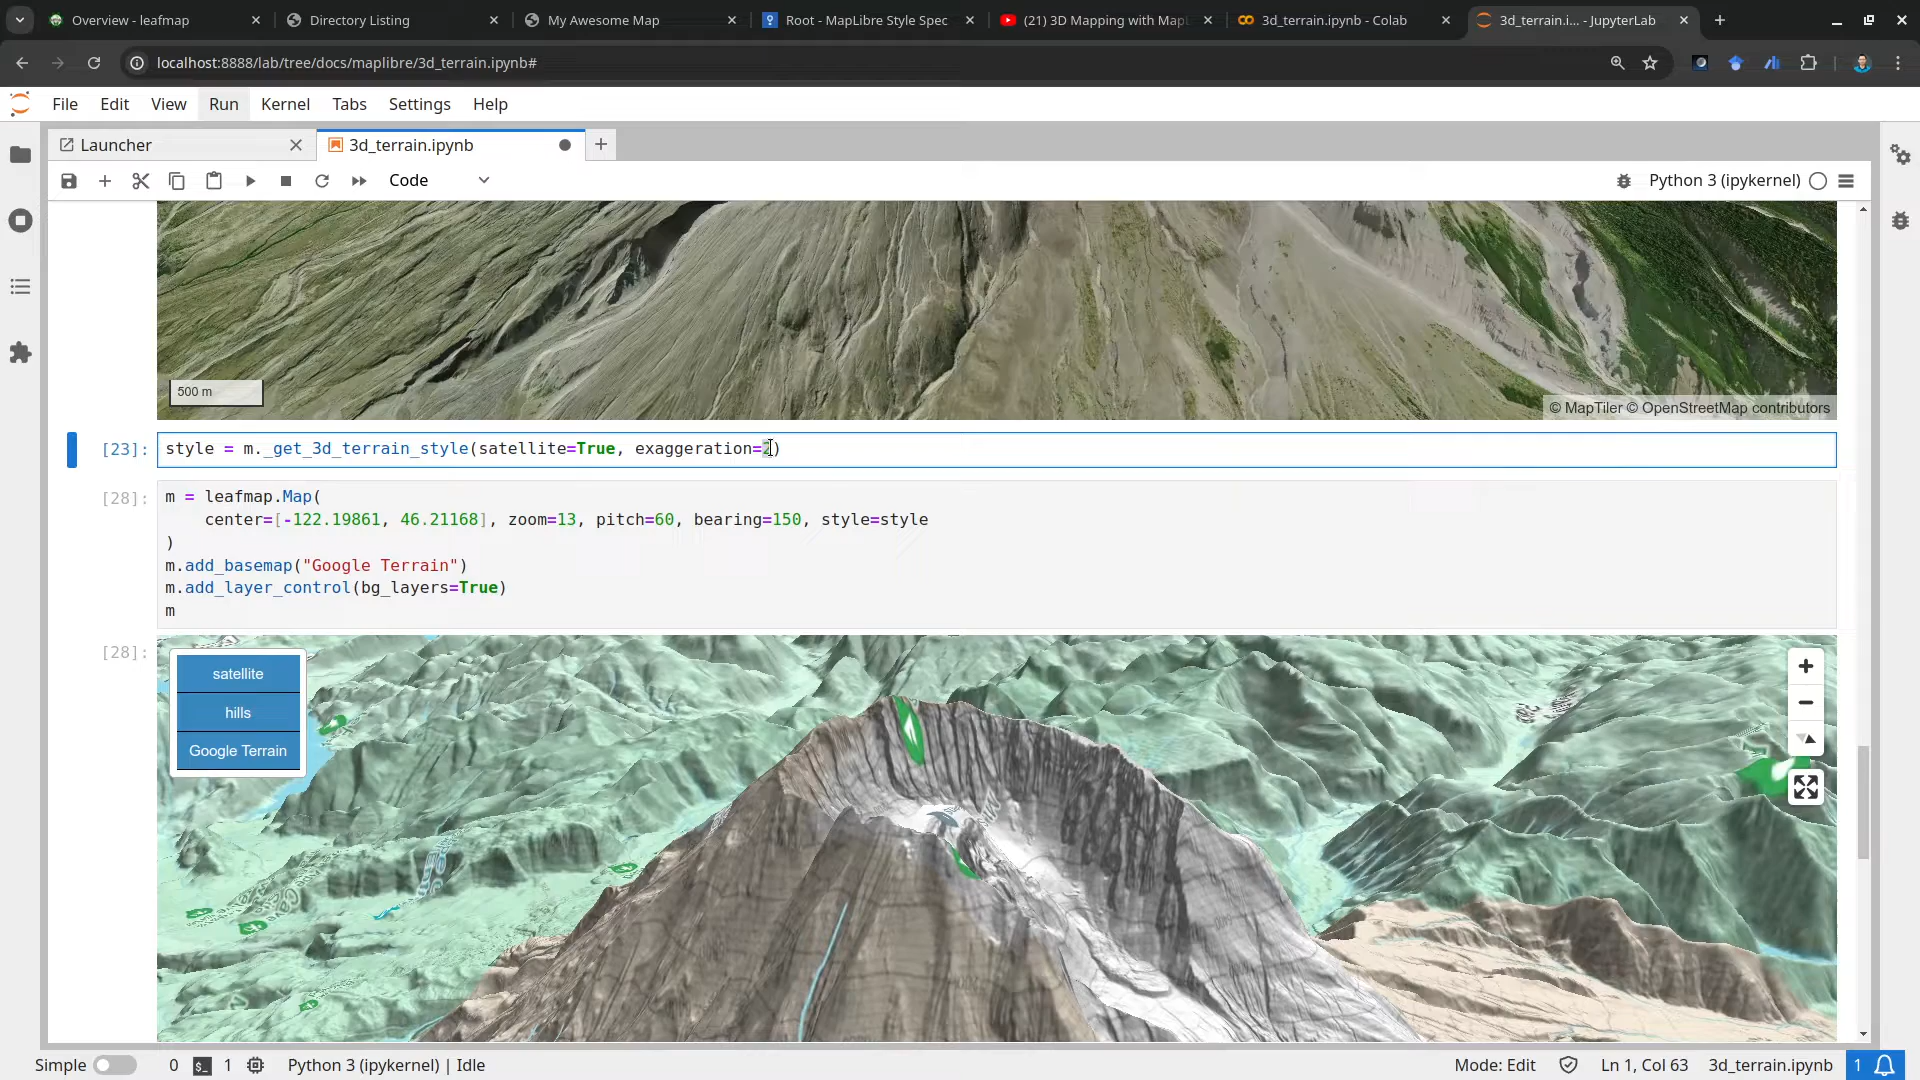 Overview - leafmap
Directory Listing
My Awesome Map
Root - MapLibre Style Spec
(21) 3D Mapping with Map
3d_terrain.ipynb - Colab
3d_terrain.i... - JupyterLab
localhost:8888/lab/tree/docs/maplibre/3d_terrain.ipynb#
File Edit View Run Kernel Tabs Settings Help
Launcher
3d_terrain.ipynb
Code
Python 3 (ipykernel)
500 m
© MapTiler © OpenStreetMap contributors
[23]: style = m._get_3d_terrain_style(satellite=True, exaggeration=2)
[28]: m = leafmap.Map(
center=[-122.19861, 46.21168], zoom=13, pitch=60, bearing=150, style=style
)
m.add_basemap("Google Terrain")
m.add_layer_control(bg_layers=True)
m
[28]:
satellite
hills
Google Terrain
Simple 0 1 Python 3 (ipykernel) | Idle Mode: Edit Ln 1, Col 63 3d_terrain.ipynb 1